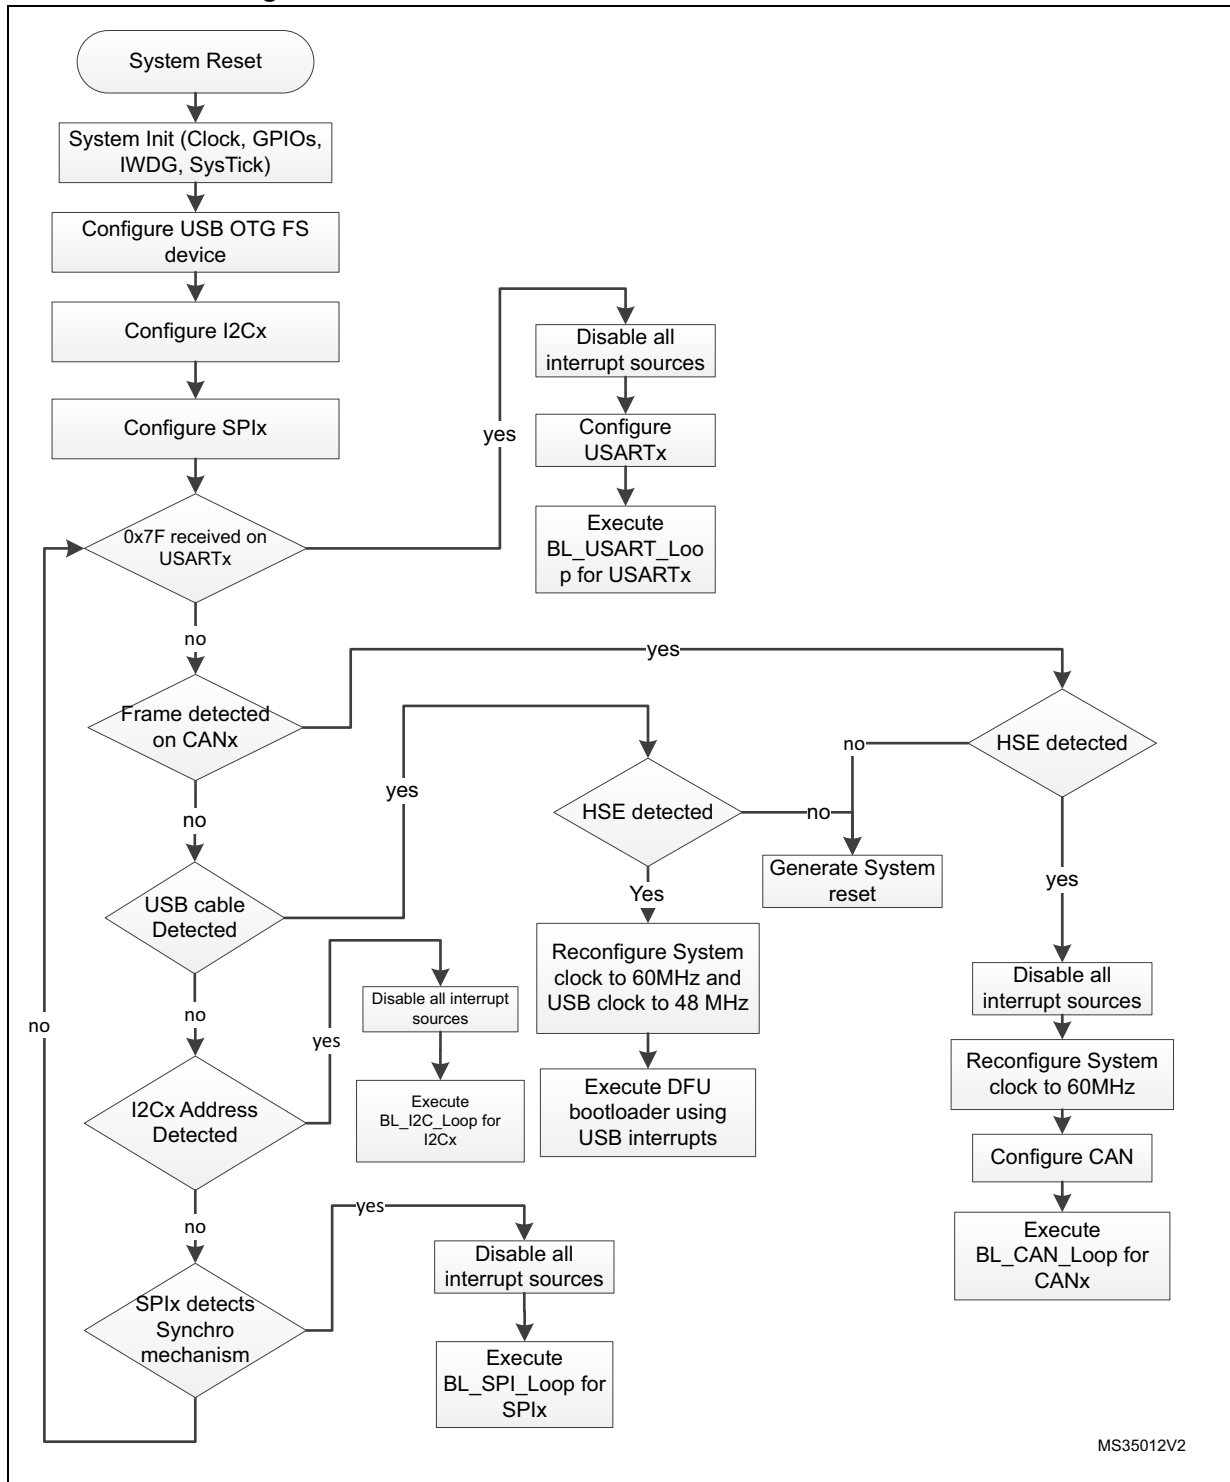 System Reset
System Init (Clock, GPIOs,
IWDG, SysTick)
Configure USB OTG FS
device
Configure I2Cx
Configure SPIx
0x7F received on
USARTx
yes
Disable all
interrupt sources
Configure
USARTx
Execute
BL_USART_Loo
p for USARTx
no
Frame detected
on CANx
yes
HSE detected
no
yes
Disable all
interrupt sources
Reconfigure System
clock to 60MHz
Configure CAN
Execute
BL_CAN_Loop for
CANx
no
USB cable
Detected
yes
HSE detected
no
Generate System
reset
Yes
Reconfigure System
clock to 60MHz and
USB clock to 48 MHz
Execute DFU
bootloader using
USB interrupts
no
I2Cx Address
Detected
yes
Disable all interrupt
sources
Execute
BL_I2C_Loop for
I2Cx
no
SPIx detects
Synchro
mechanism
yes
Disable all
interrupt sources
Execute
BL_SPI_Loop for
SPIx
no
MS35012V2